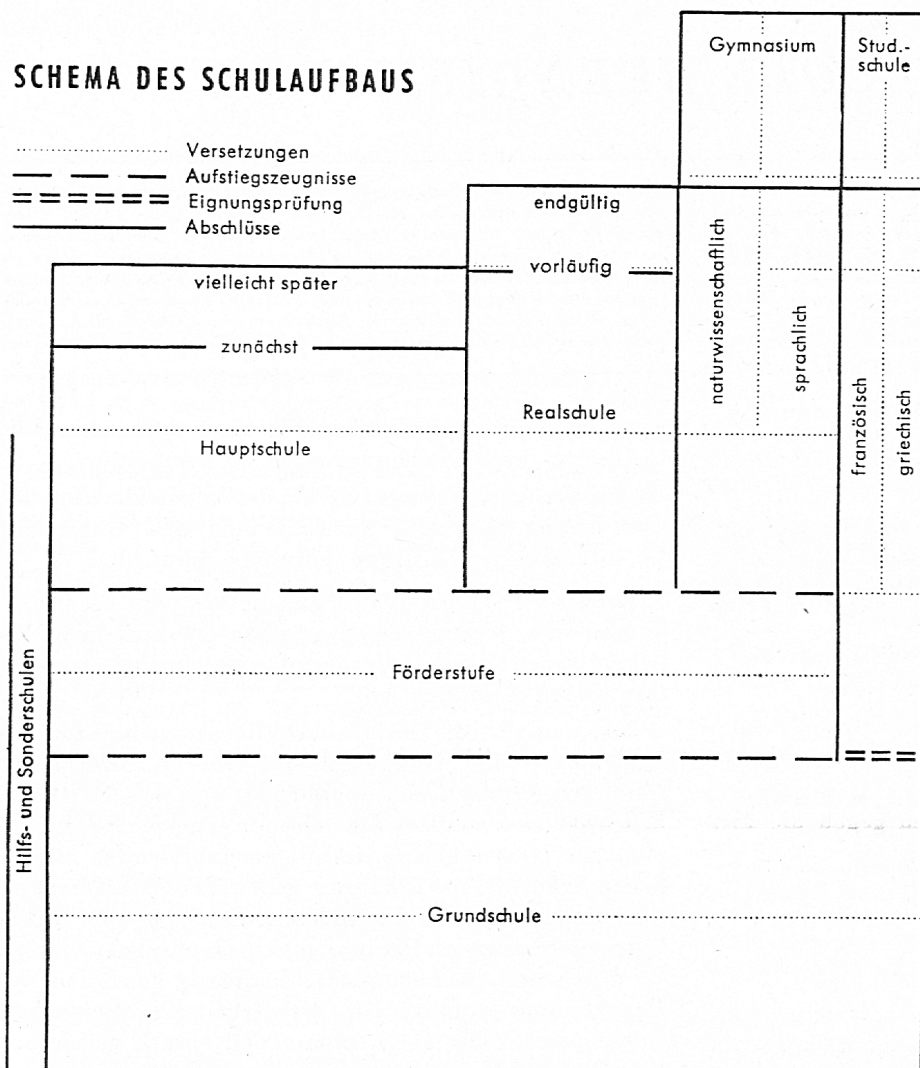 Gymnasium
Stud.-
schule
SCHEMA DES SCHULAUFBAUS
Versetzungen
Aufstiegszeugnisse
Eignungsprüfung
Abschlüsse
endgültig
vorläufig
vielleicht später
zunächst
naturwissenschaftlich
sprachlich
Realschule
Hauptschule
französisch
griechisch
Förderstufe
Hilfs- und Sonderschulen
Grundschule